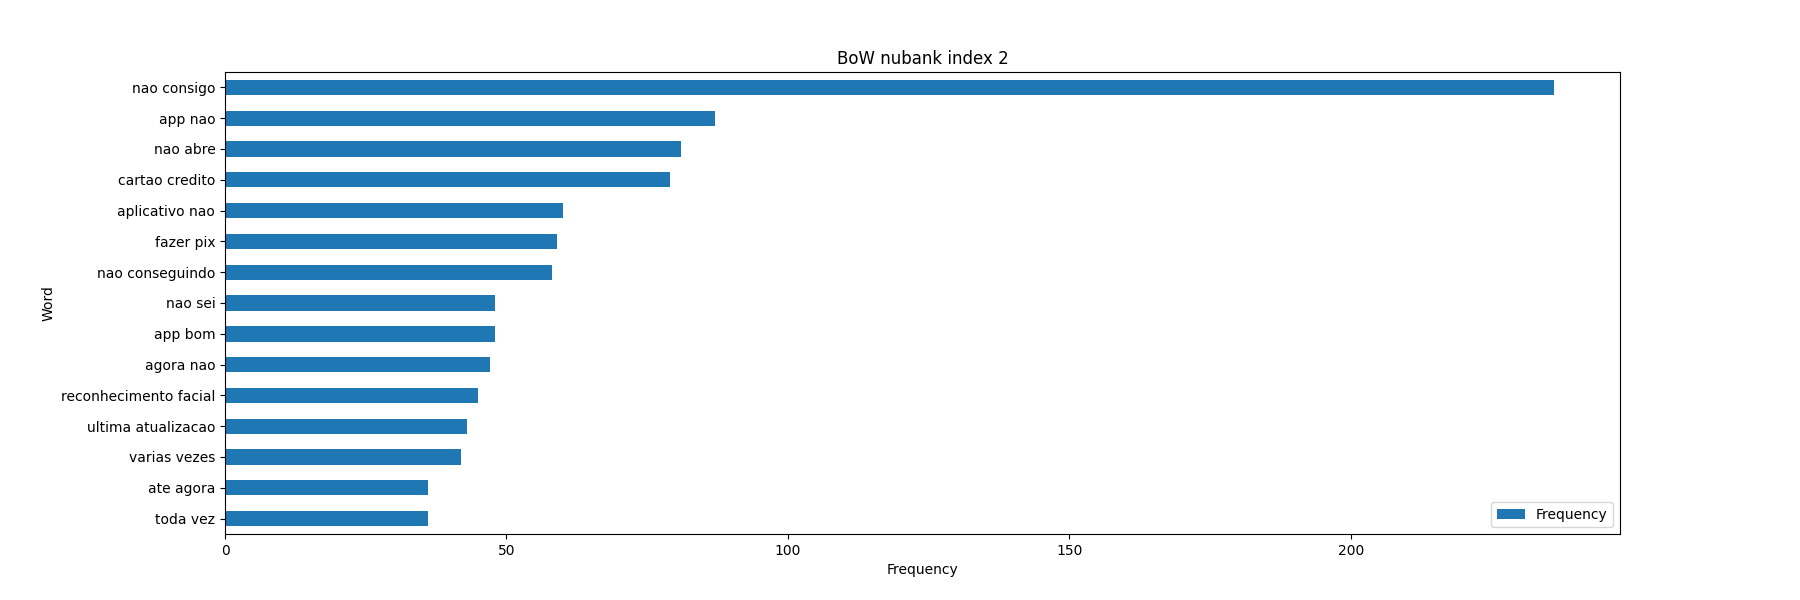 BoW nubank index 2
nao consigo
app nao
nao abre
cartao credito
aplicativo nao
fazer pix
nao conseguindo
nao sei
app bom
agora nao
reconhecimento facial
ultima atualizacao
varias vezes
ate agora
toda vez
Word
Frequency
0 50 100 150 200
Frequency